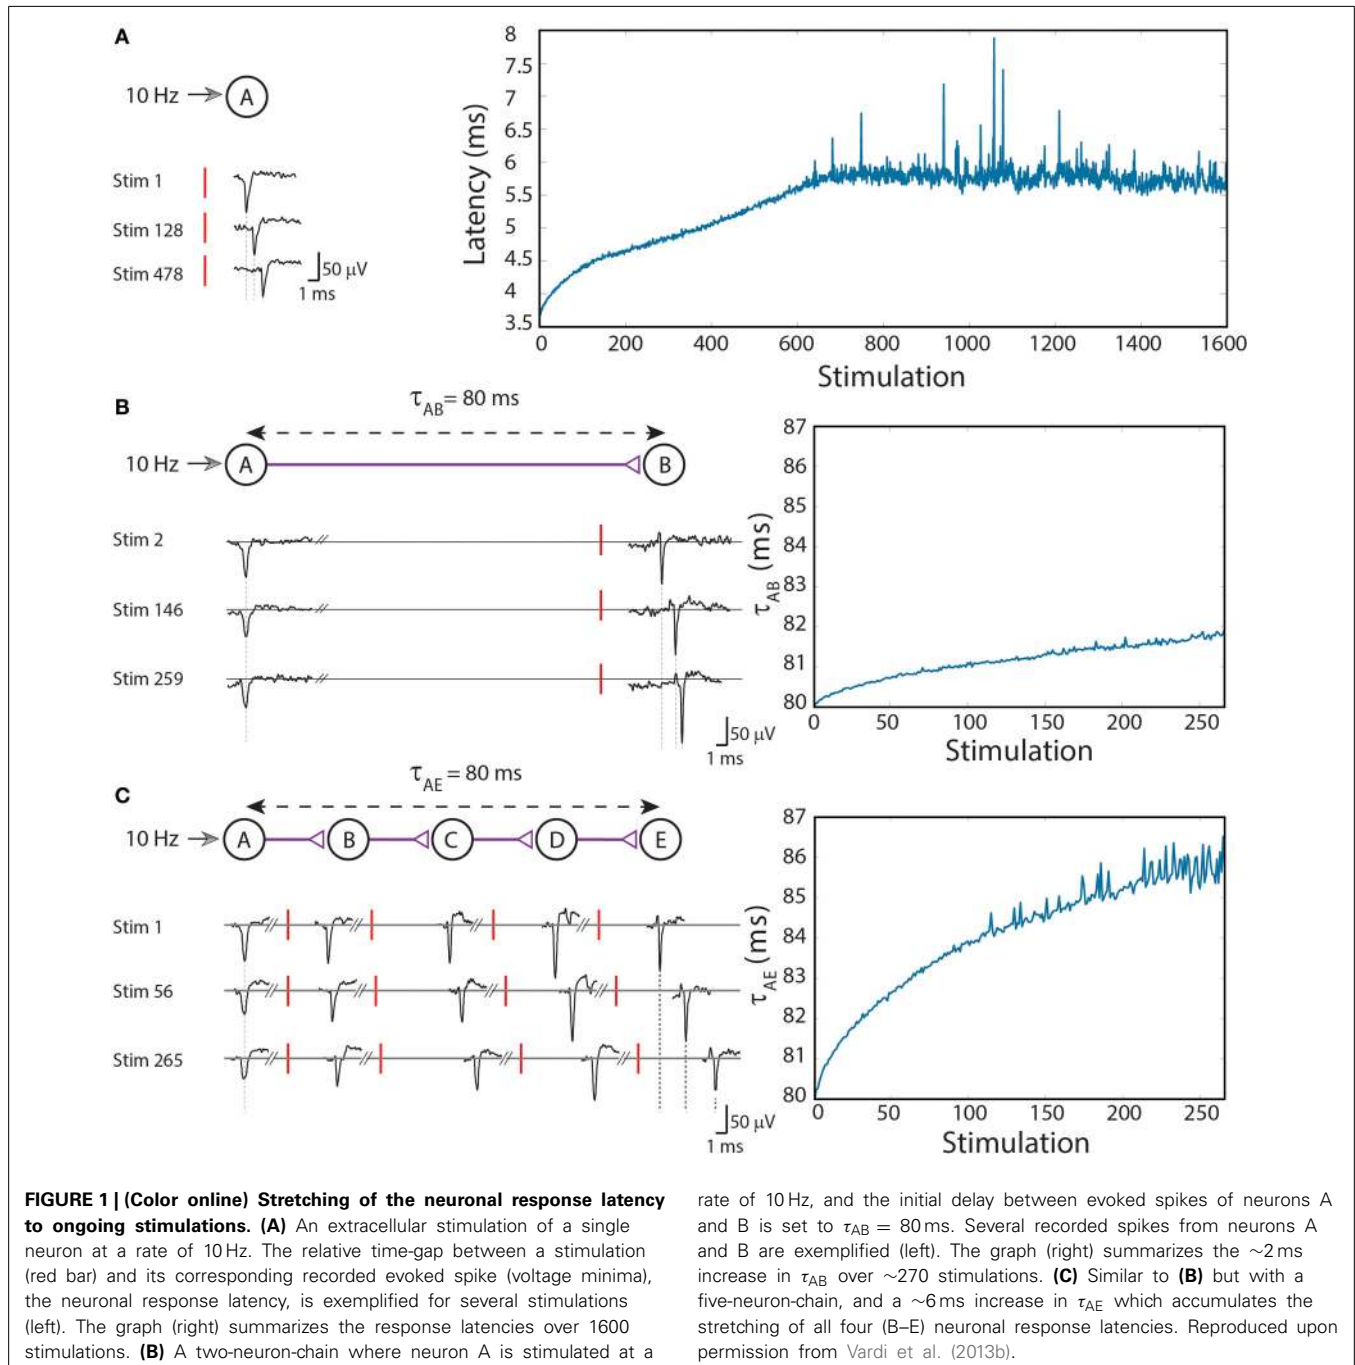 A
10 Hz
A
Stim 1
Stim 128
Stim 478
50 μV
1 ms
8
7.5
7
6.5
6
5.5
5
4.5
4
3.5
Latency (ms)
0 200 400 600 800 1000 1200 1400 1600
Stimulation
B
τAB = 80 ms
10 Hz
A B
Stim 2
Stim 146
Stim 259
50 μV
1 ms
87
86
85
84
83
82
81
80
τAB (ms)
0 50 100 150 200 250
Stimulation
C
τAE = 80 ms
10 Hz
A B C D E
Stim 1
Stim 56
Stim 265
50 μV
1 ms
87
86
85
84
83
82
81
80
τAE (ms)
0 50 100 150 200 250
Stimulation
FIGURE 1 | (Color online) Stretching of the neuronal response latency
to ongoing stimulations. (A) An extracellular stimulation of a single
neuron at a rate of 10 Hz. The relative time-gap between a stimulation
(red bar) and its corresponding recorded evoked spike (voltage minima),
the neuronal response latency, is exemplified for several stimulations
(left). The graph (right) summarizes the response latencies over 1600
stimulations. (B) A two-neuron-chain where neuron A is stimulated at a
rate of 10 Hz, and the initial delay between evoked spikes of neurons A
and B is set to τAB = 80 ms. Several recorded spikes from neurons A
and B are exemplified (left). The graph (right) summarizes the ∼2 ms
increase in τAB over ∼270 stimulations. (C) Similar to (B) but with a
five-neuron-chain, and a ∼6 ms increase in τAE which accumulates the
stretching of all four (B–E) neuronal response latencies. Reproduced upon
permission from Vardi et al. (2013b).